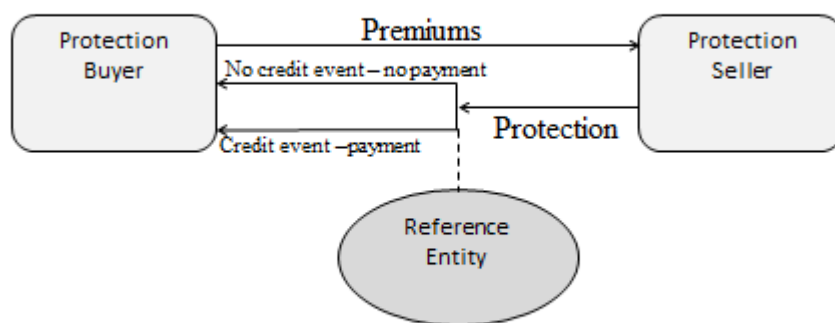 Protection
Buyer
Premiums
Protection
Seller
No credit event – no payment
Protection
Credit event –payment
Reference
Entity